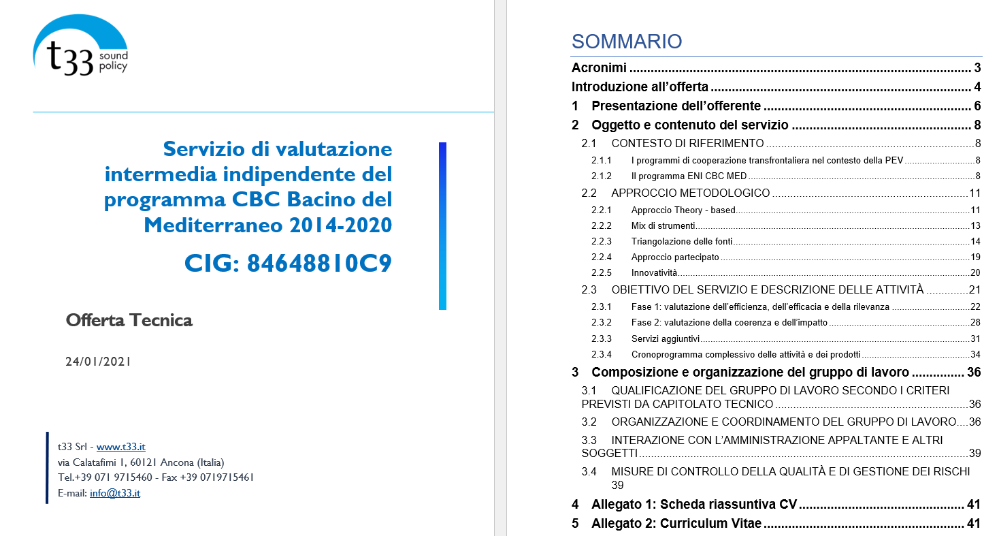 t33 sound
policy
Servizio di valutazione
intermedia indipendente del
programma CBC Bacino del
Mediterraneo 2014-2020
CIG: 84648810C9
Offerta Tecnica
24/01/2021
t33 Srl - www.t33.it
via Calatafimi 1, 60121 Ancona (Italia)
Tel.+39 071 9715460 - Fax +39 0719715461
E-mail: info@t33.it
SOMMARIO
Acronimi 3
Introduzione all’offerta 4
1 Presentazione dell’offerente 6
2 Oggetto e contenuto del servizio 8
2.1 CONTESTO DI RIFERIMENTO 8
2.1.1 I programmi di cooperazione transfrontaliera nel contesto della PEV 8
2.1.2 Il programma ENI CBC MED 8
2.2 APPROCCIO METODOLOGICO 11
2.2.1 Approccio Theory - based 11
2.2.2 Mix di strumenti 13
2.2.3 Triangolazione delle fonti 14
2.2.4 Approccio partecipato 19
2.2.5 Innovatività 20
2.3 OBIETTIVO DEL SERVIZIO E DESCRIZIONE DELLE ATTIVITÀ 21
2.3.1 Fase 1: valutazione dell’efficienza, dell’efficacia e della rilevanza 22
2.3.2 Fase 2: valutazione della coerenza e dell’impatto 28
2.3.3 Servizi aggiuntivi 31
2.3.4 Cronoprogramma complessivo delle attività e dei prodotti 34
3 Composizione e organizzazione del gruppo di lavoro 36
3.1 QUALIFICAZIONE DEL GRUPPO DI LAVORO SECONDO I CRITERI
PREVISTI DA CAPITOLATO TECNICO 36
3.2 ORGANIZZAZIONE E COORDINAMENTO DEL GRUPPO DI LAVORO 36
3.3 INTERAZIONE CON L’AMMINISTRAZIONE APPALTANTE E ALTRI
SOGGETTI 39
3.4 MISURE DI CONTROLLO DELLA QUALITÀ E DI GESTIONE DEI RISCHI
39
4 Allegato 1: Scheda riassuntiva CV 41
5 Allegato 2: Curriculum Vitae 41